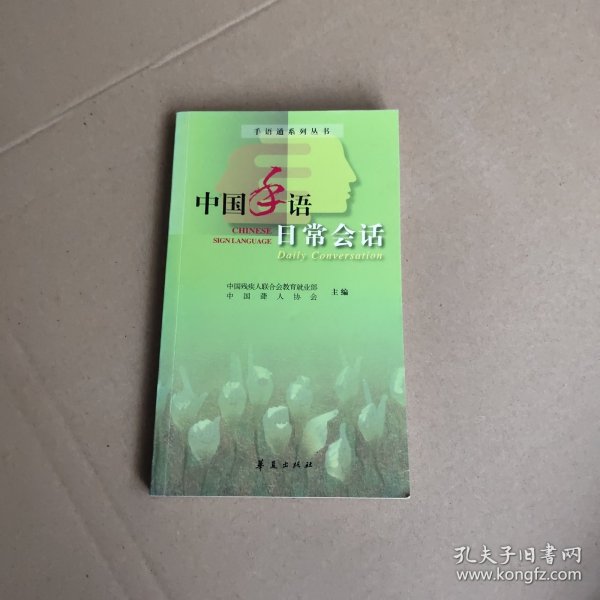 手语通系列丛书
中国手语
CHINESE
SIGN LANGUAGE
日常会话
Daily Conversation
中国残疾人联合会教育就业部
中国聋人协会
主编
华夏出版社
孔夫子旧书网
www.kongfz.com